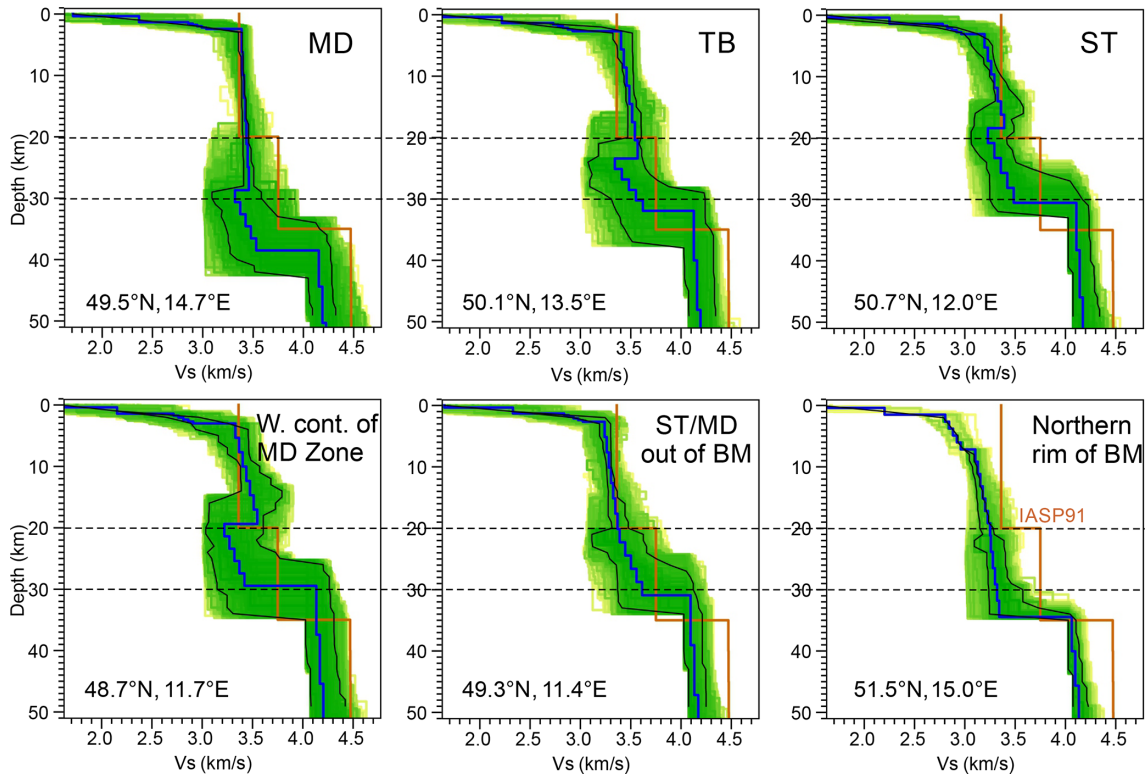 MD
TB
ST
0
10
20
30
40
50
Depth (km)
49.5°N, 14.7°E
2.0 2.5 3.0 3.5 4.0 4.5
Vs (km/s)
0
10
20
30
40
50
50.1°N, 13.5°E
2.0 2.5 3.0 3.5 4.0 4.5
Vs (km/s)
0
10
20
30
40
50
50.7°N, 12.0°E
2.0 2.5 3.0 3.5 4.0 4.5
Vs (km/s)
W. cont. of
MD Zone
0
10
20
30
40
50
Depth (km)
48.7°N, 11.7°E
2.0 2.5 3.0 3.5 4.0 4.5
Vs (km/s)
ST/MD
out of BM
0
10
20
30
40
50
49.3°N, 11.4°E
2.0 2.5 3.0 3.5 4.0 4.5
Vs (km/s)
Northern
rim of BM
IASP91
0
10
20
30
40
50
51.5°N, 15.0°E
2.0 2.5 3.0 3.5 4.0 4.5
Vs (km/s)